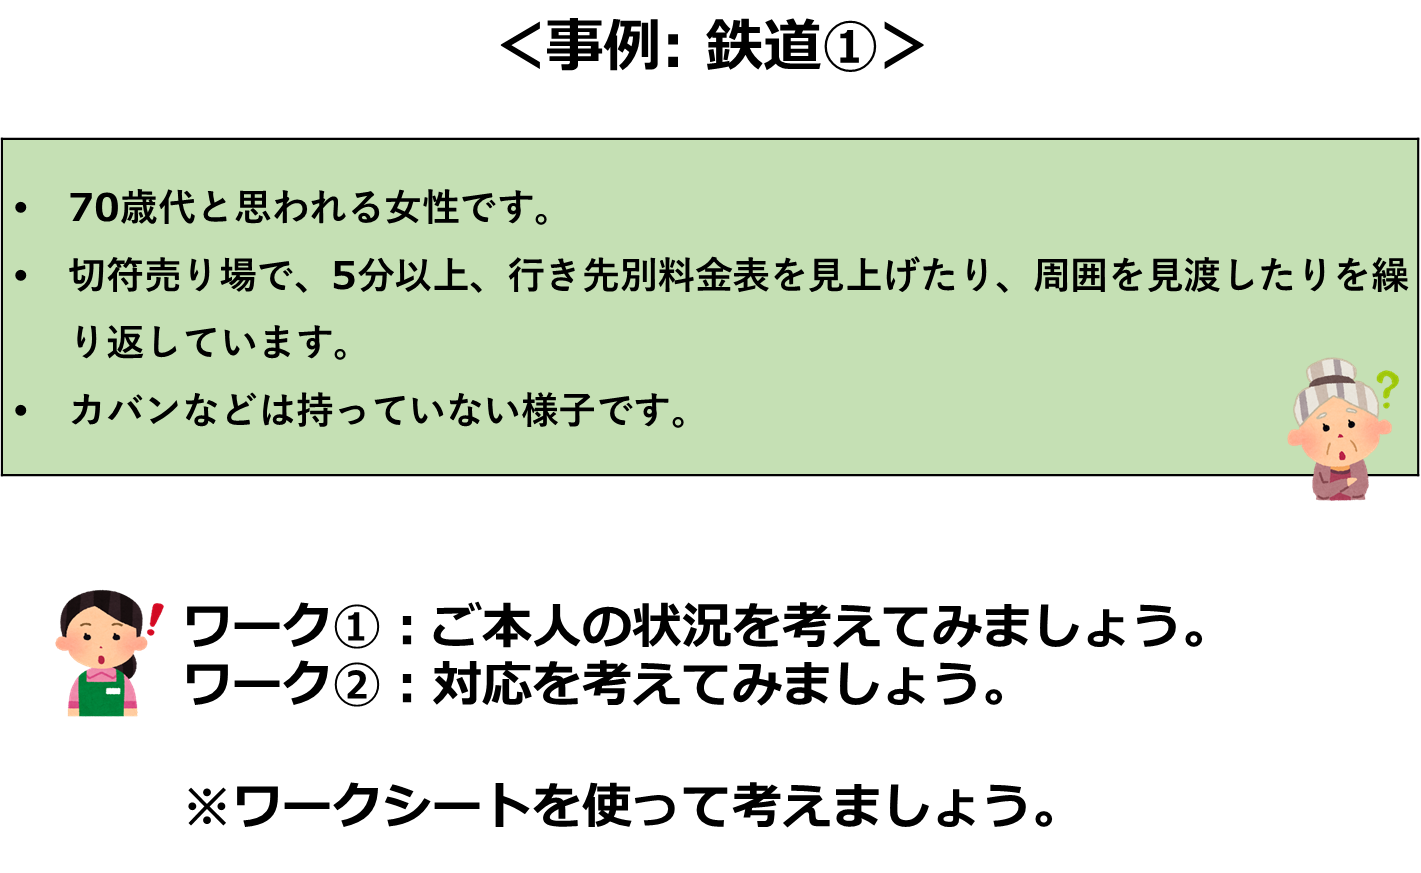 ＜事例: 鉄道①＞
• 70歳代と思われる女性です。
• 切符売り場で、5分以上、行き先別料金表を見上げたり、周囲を見渡したりを繰
り返しています。
• カバンなどは持っていない様子です。
?
!
ワーク①：ご本人の状況を考えてみましょう。
ワーク②：対応を考えてみましょう。
※ワークシートを使って考えましょう。